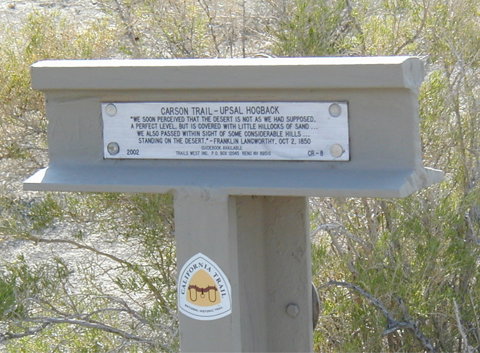 CARSON TRAIL - UPSAL HOGBACK
"WE SOON PERCEIVED THAT THE DESERT IS NOT AS WE HAD SUPPOSED,
A PERFECT LEVEL, BUT IS COVERED WITH LITTLE HILLOCKS OF SAND ...
WE ALSO PASSED WITHIN SIGHT OF SOME CONSIDERABLE HILLS ...
STANDING ON THE DESERT." - FRANKLIN LANGWORTHY, OCT 2, 1850
GUIDEBOOK AVAILABLE
2002 TRAILS WEST INC. P.O. BOX 12045 RENO NV 89510 CR-8
CALIFORNIA TRAIL
NATIONAL HISTORIC TRAIL